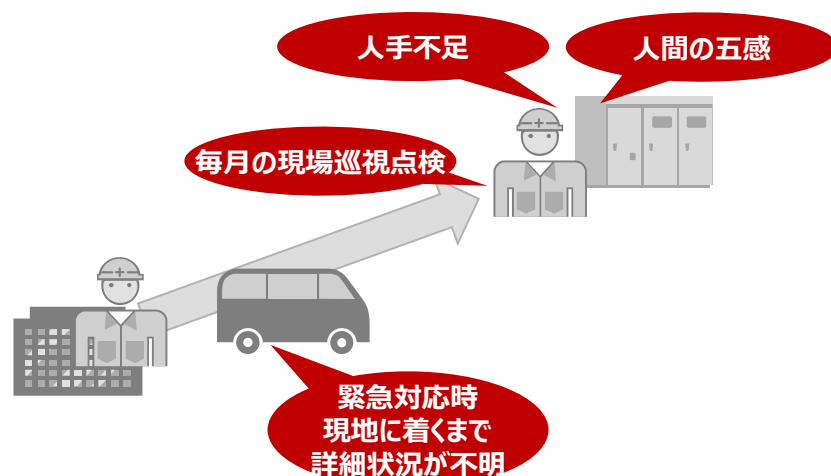 人手不足
人間の五感
毎月の現場巡視点検
緊急対応時
現地に着くまで
詳細状況が不明